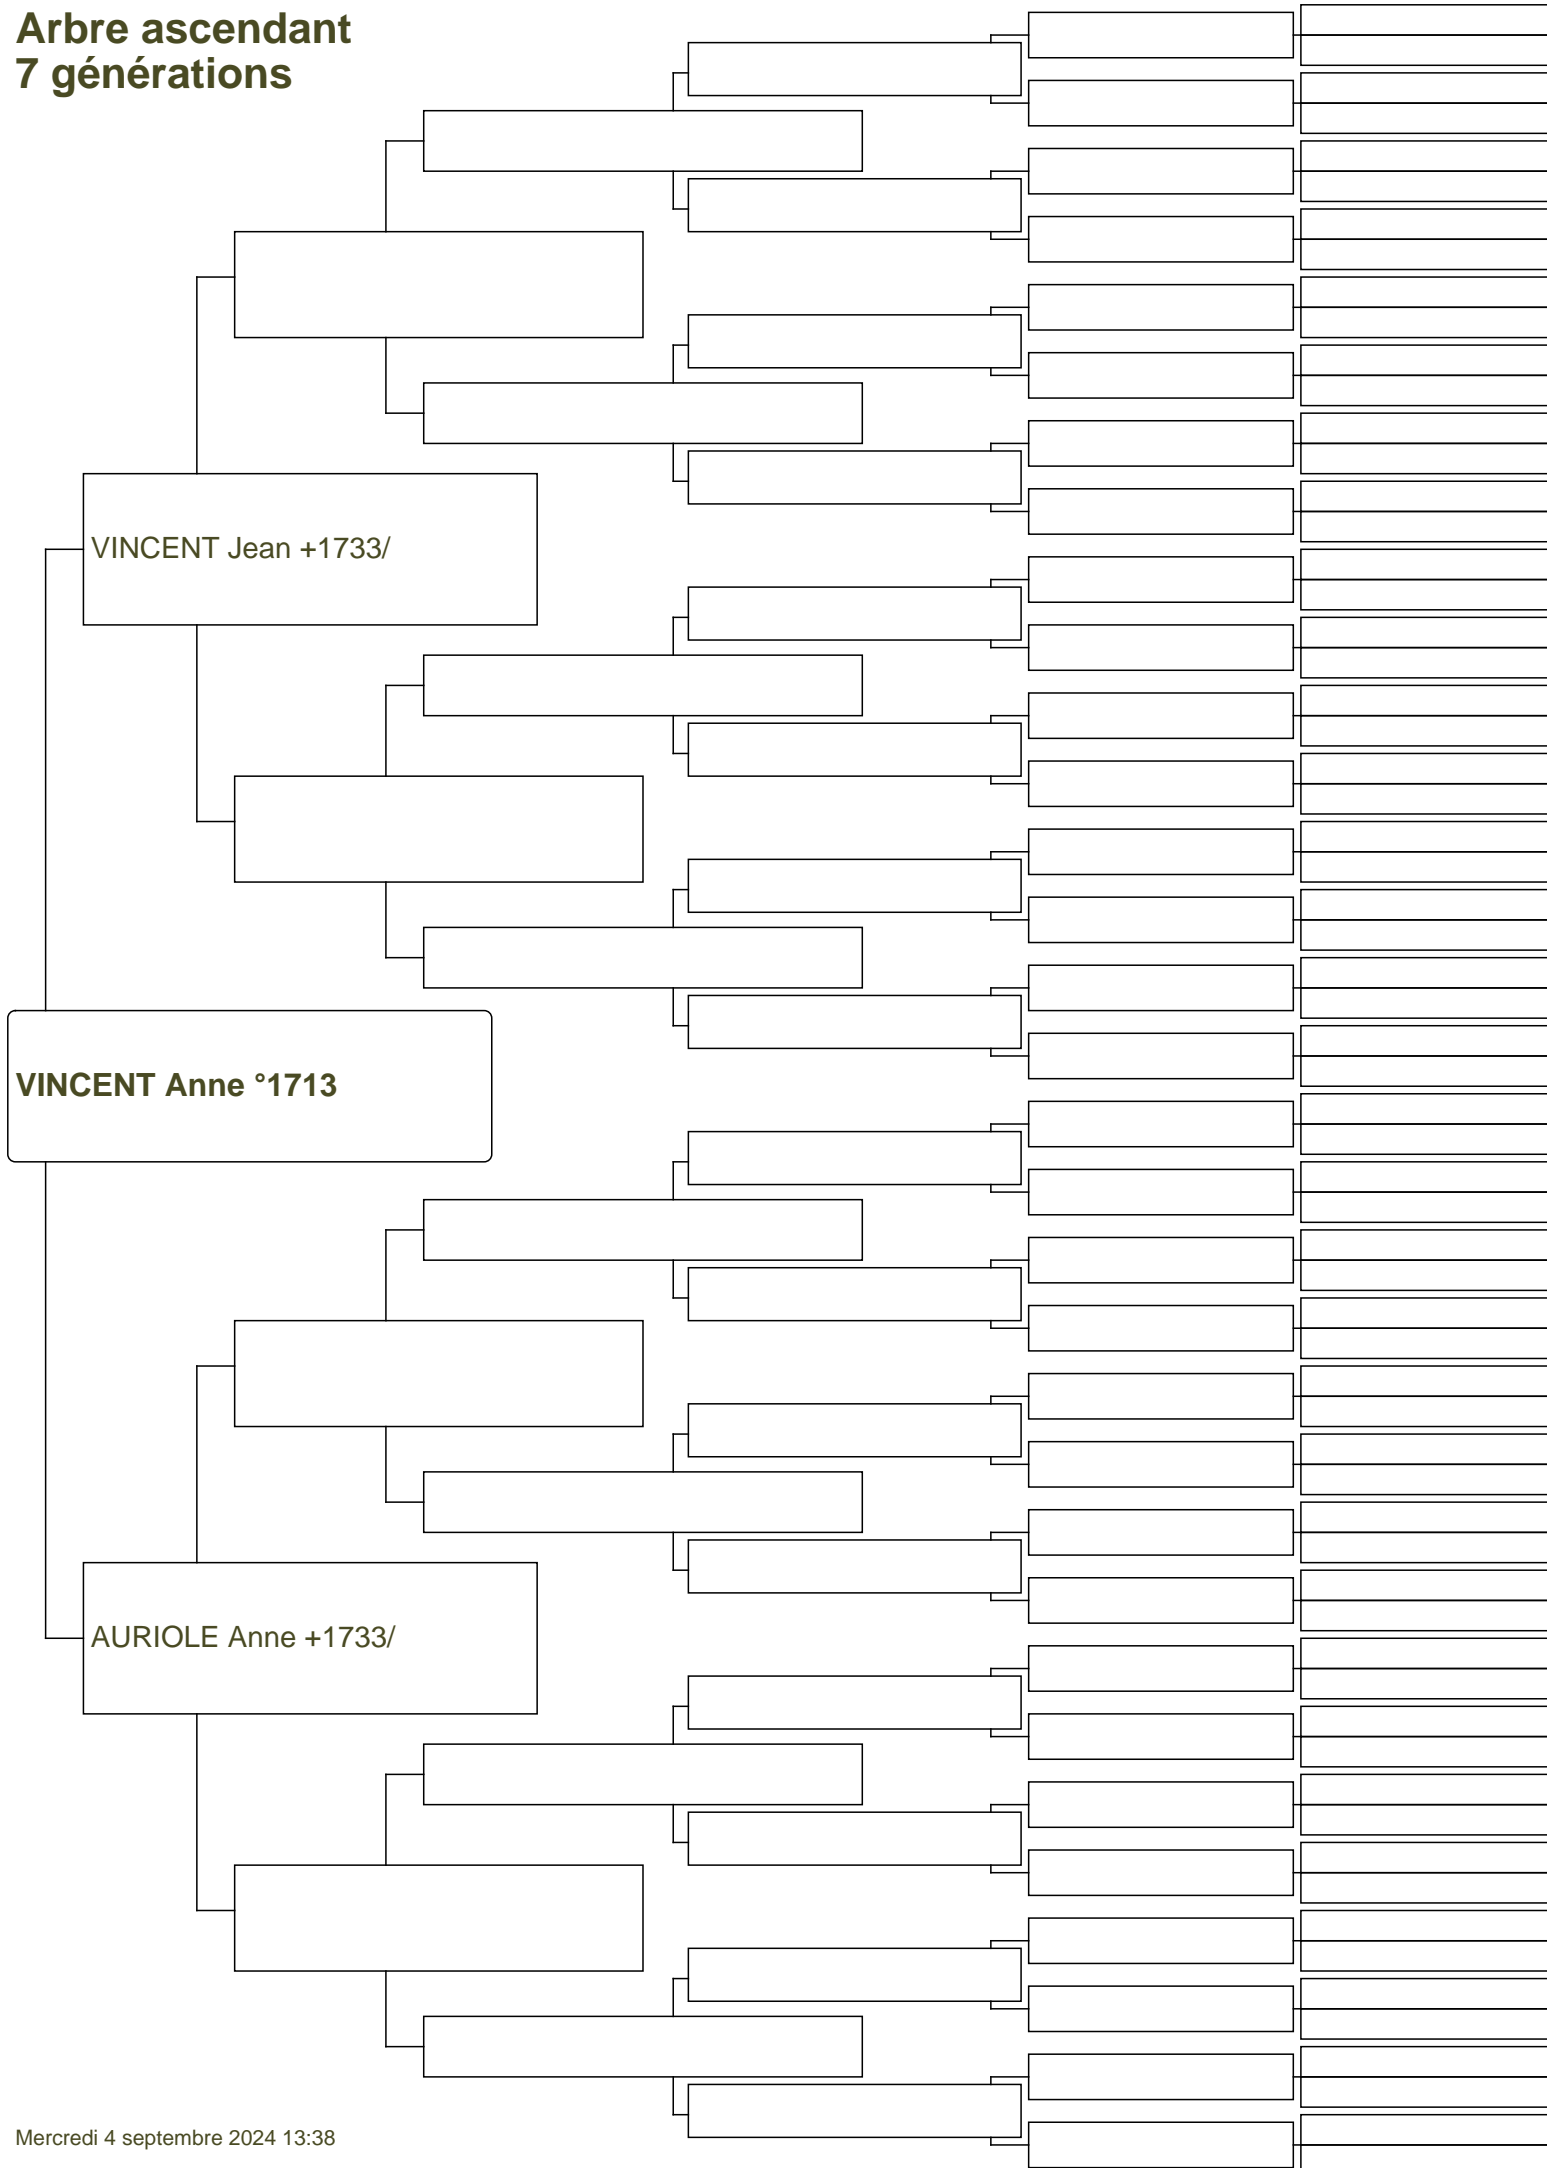 Arbre ascendant
7 générations
VINCENT Jean +1733/
VINCENT Anne °1713
AURIOLE Anne +1733/
Mercredi 4 septembre 2024 13:38